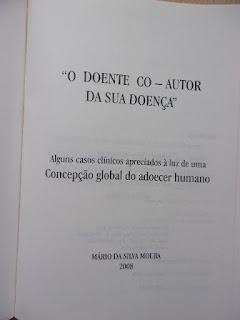 "O DOENTE CO – AUTOR
DA SUA DOENÇA"
Alguns casos clínicos apreciados à luz de uma
Concepção global do adoecer humano
MÁRIO DA SILVA MOURA
2008